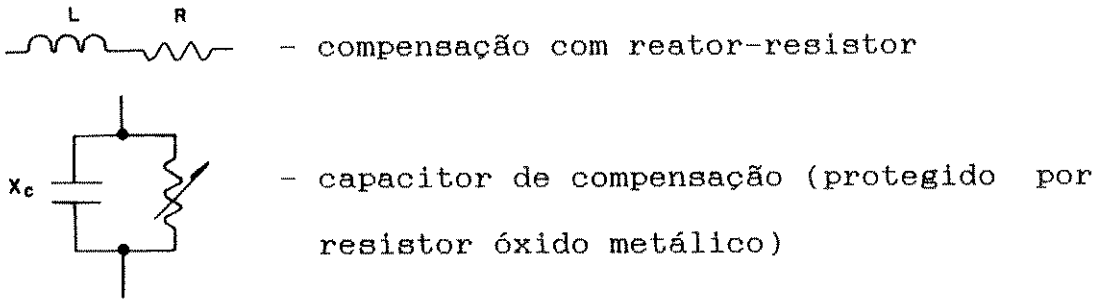 L R
- compensação com reator-resistor
Xc
- capacitor de compensação (protegido por
resistor óxido metálico)